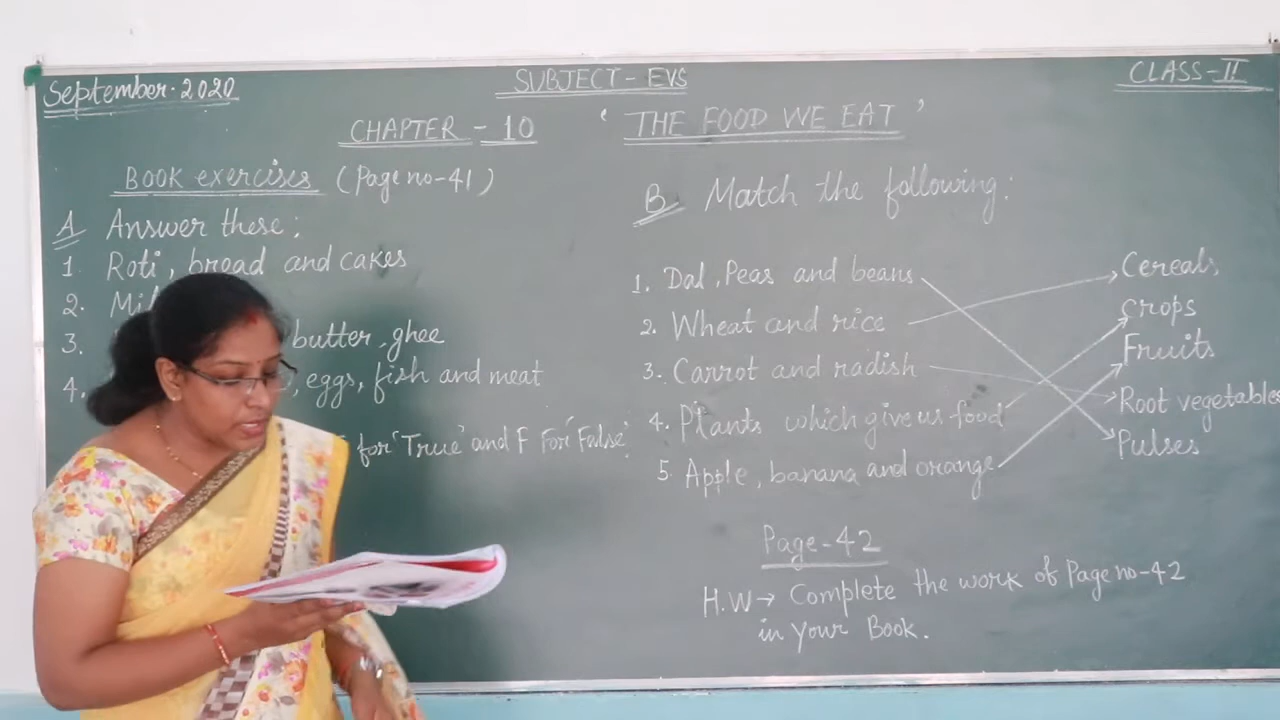 September.2020
SUBJECT - EVS
CLASS-II
CHAPTER - 10 ' THE FOOD WE EAT '
Book exercises (Page no-41)
A Answer these:
1. Roti, bread and cakes
2.
3. butter, ghee
4. eggs, fish and meat
for 'True' and F For 'False'.
B Match the following:
1. Dal, Peas and beans
2. Wheat and rice
3. Carrot and radish
4. Plants which give us food
5. Apple, banana and orange
Cereals
crops
Fruits
Root vegetables
Pulses
Page-42
H.W→ Complete the work of Page no-42
in your Book.